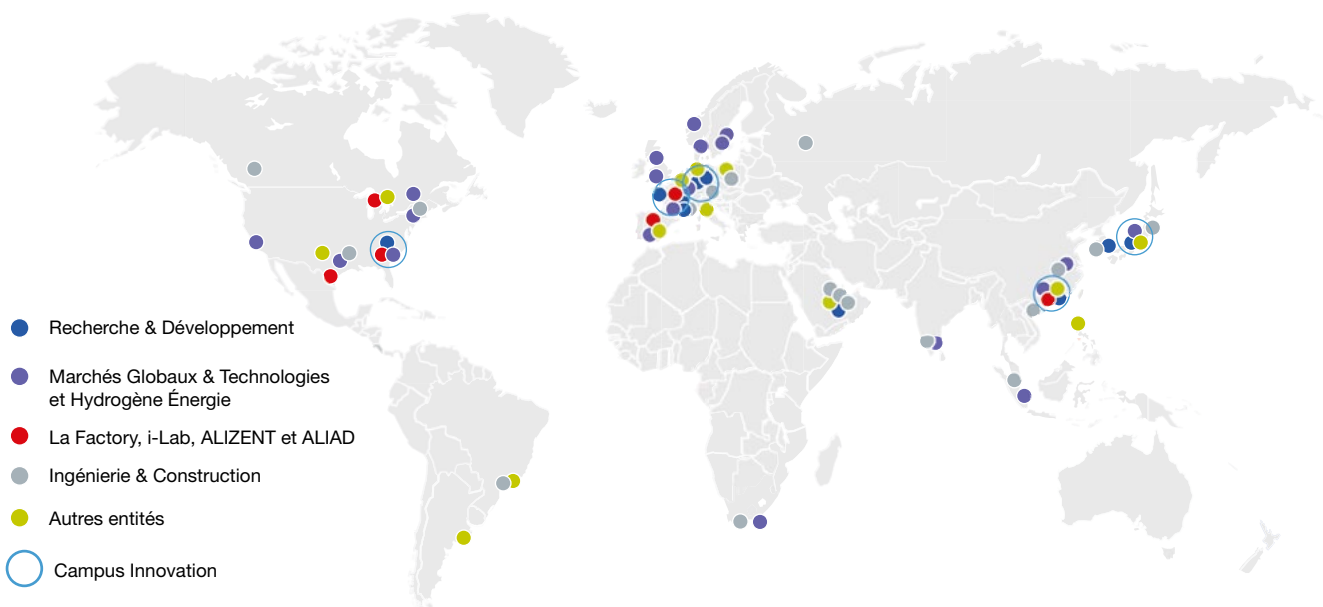 Recherche & Développement
Marchés Globaux & Technologies
et Hydrogène Énergie
La Factory, i-Lab, ALIZENT et ALIAD
Ingénierie & Construction
Autres entités
Campus Innovation